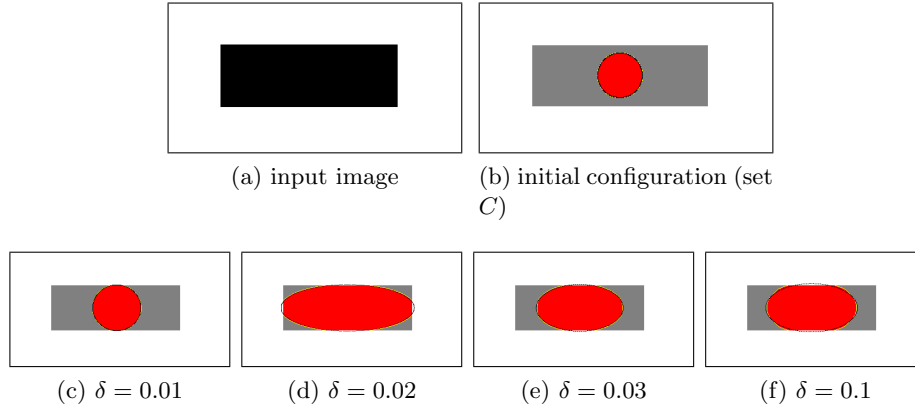 (a) input image
(b) initial configuration (set
C)
(c) δ = 0.01
(d) δ = 0.02
(e) δ = 0.03
(f) δ = 0.1